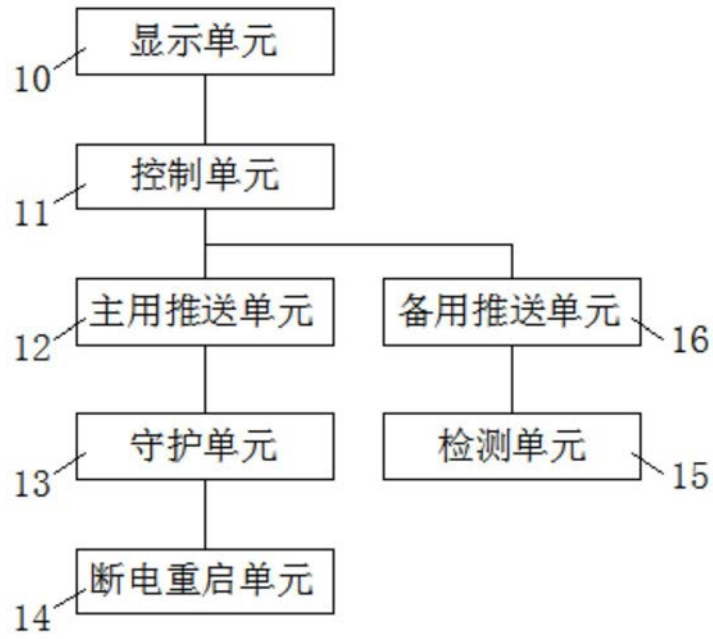 显示单元
10
控制单元
11
主用推送单元
12
备用推送单元
16
守护单元
13
检测单元
15
断电重启单元
14